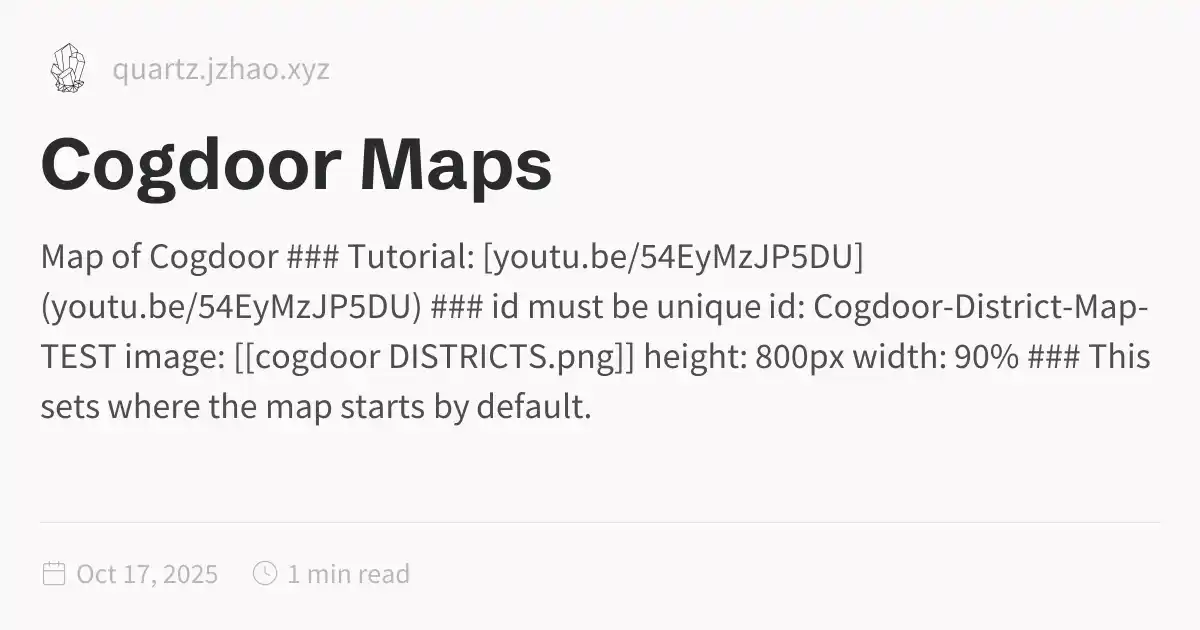 quartz.jzhao.xyz
Cogdoor Maps
Map of Cogdoor ### Tutorial: [youtu.be/54EyMzJP5DU]
(youtu.be/54EyMzJP5DU) ### id must be unique id: Cogdoor-District-Map-
TEST image: [[cogdoor DISTRICTS.png]] height: 800px width: 90% ### This
sets where the map starts by default.
Oct 17, 2025 1 min read